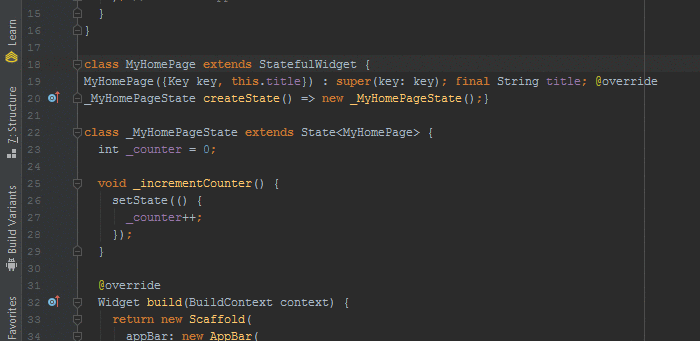 15 }
16 }
17
18 class MyHomePage extends StatefulWidget {
19 MyHomePage({Key key, this.title}) : super(key: key); final String title; @override
20 _MyHomePageState createState() => new _MyHomePageState();}
21
22 class _MyHomePageState extends State<MyHomePage> {
23 int _counter = 0;
24
25 void _incrementCounter() {
26 setState(() {
27 _counter++;
28 });
29 }
30
31 @override
32 Widget build(BuildContext context) {
33 return new Scaffold(
34 appBar: new AppBar(
Learn
7: Structure
Build Variants
Favorites